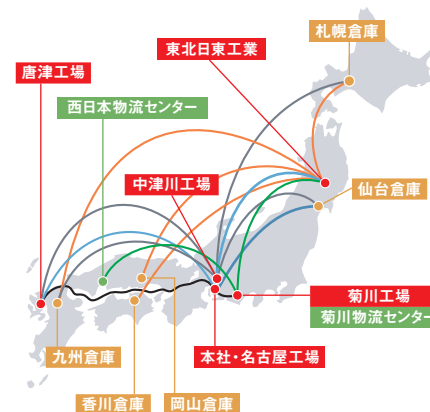 札幌倉庫
東北日東工業
唐津工場
西日本物流センター
中津川工場
仙台倉庫
菊川工場
菊川物流センター
九州倉庫
本社・名古屋工場
香川倉庫
岡山倉庫